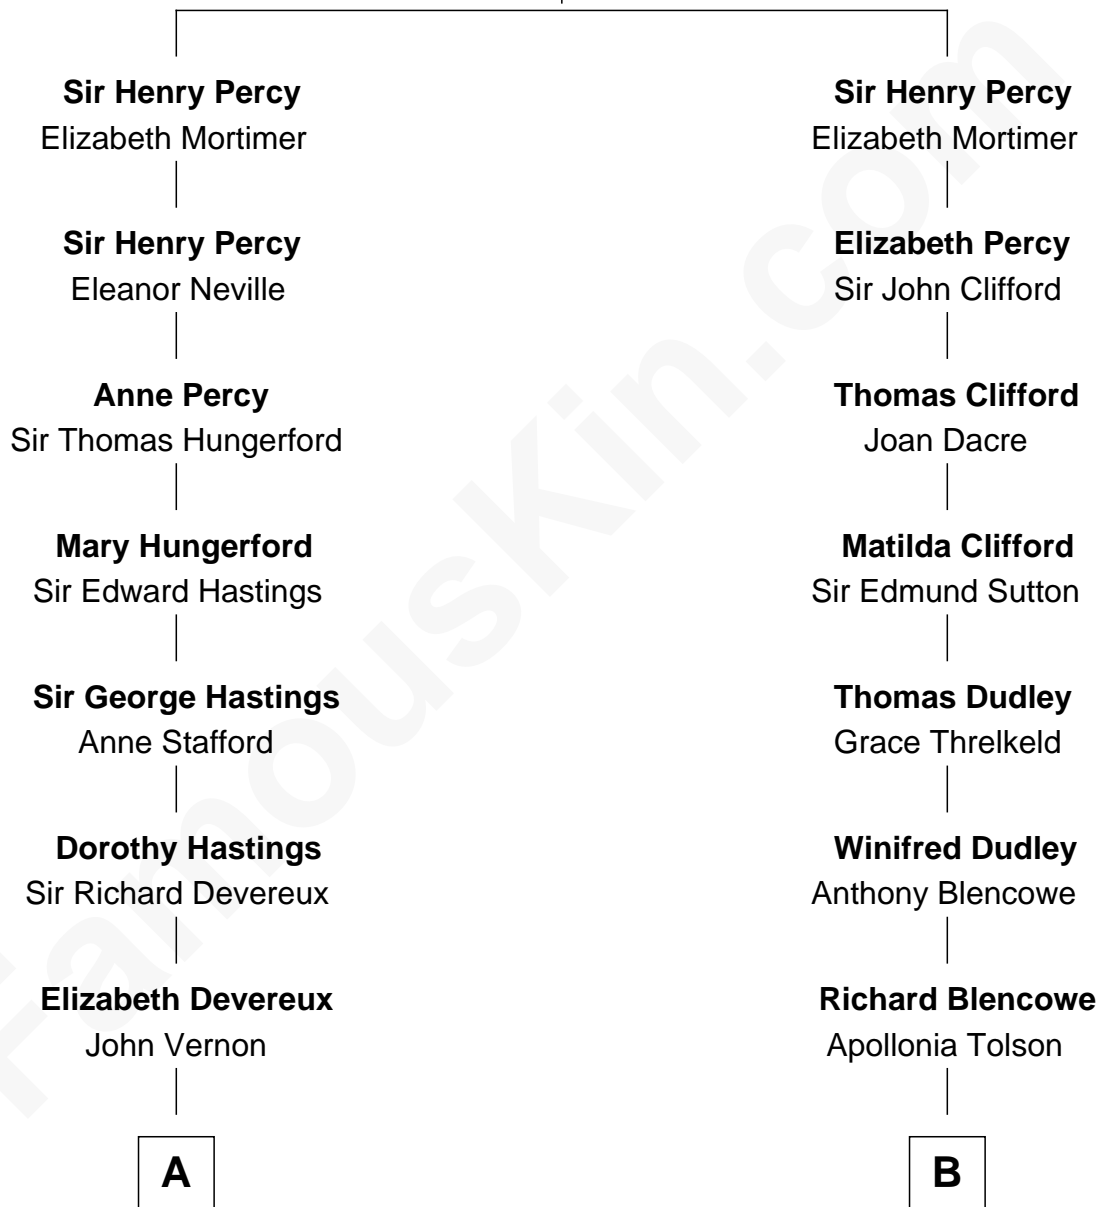 Sir Henry Percy
Elizabeth Mortimer
Sir Henry Percy
Eleanor Neville
Anne Percy
Sir Thomas Hungerford
Mary Hungerford
Sir Edward Hastings
Sir George Hastings
Anne Stafford
Dorothy Hastings
Sir Richard Devereux
Elizabeth Devereux
John Vernon
A
Sir Henry Percy
Elizabeth Mortimer
Elizabeth Percy
Sir John Clifford
Thomas Clifford
Joan Dacre
Matilda Clifford
Sir Edmund Sutton
Thomas Dudley
Grace Threlkeld
Winifred Dudley
Anthony Blencowe
Richard Blencowe
Apollonia Tolson
B
FamousKin.com